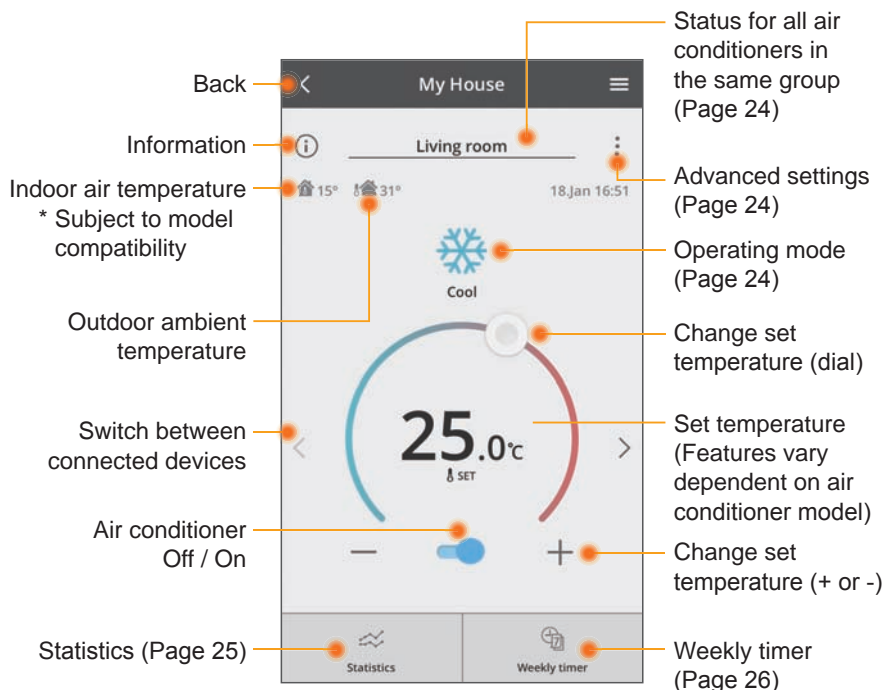 Back
Information
Indoor air temperature
* Subject to model
compatibility
Outdoor ambient
temperature
Switch between
connected devices
Air conditioner
Off / On
Statistics (Page 25)
My House
Living room
15°
31°
18.Jan 16:51
Cool
25.0℃
SET
Statistics
Weekly timer
Status for all air
conditioners in
the same group
(Page 24)
Advanced settings
(Page 24)
Operating mode
(Page 24)
Change set
temperature (dial)
Set temperature
(Features vary
dependent on air
conditioner model)
Change set
temperature (+ or -)
Weekly timer
(Page 26)